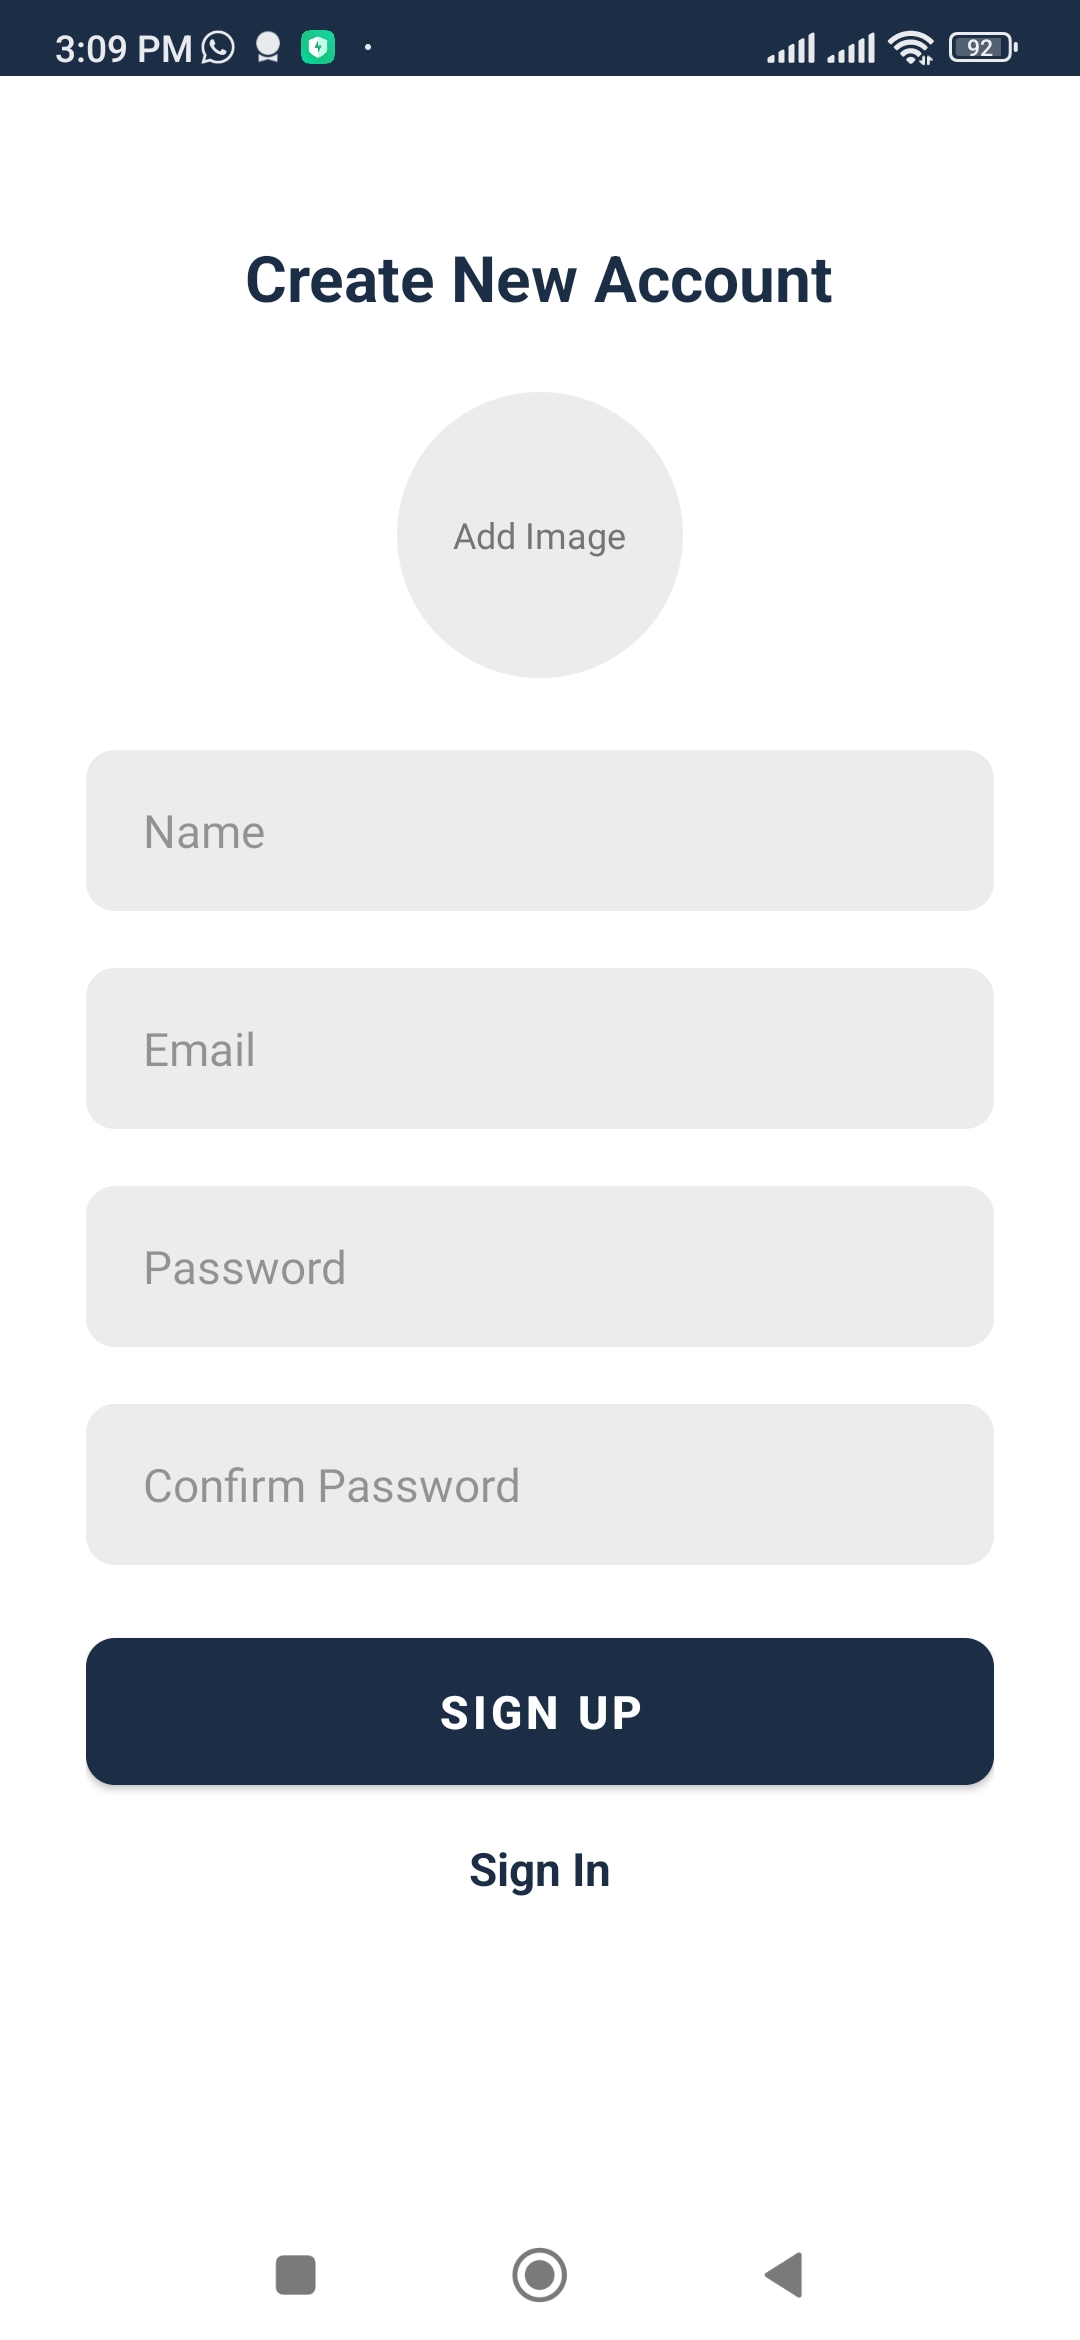 3:09 PM 92
Create New Account
Add Image
Name
Email
Password
Confirm Password
SIGN UP
Sign In